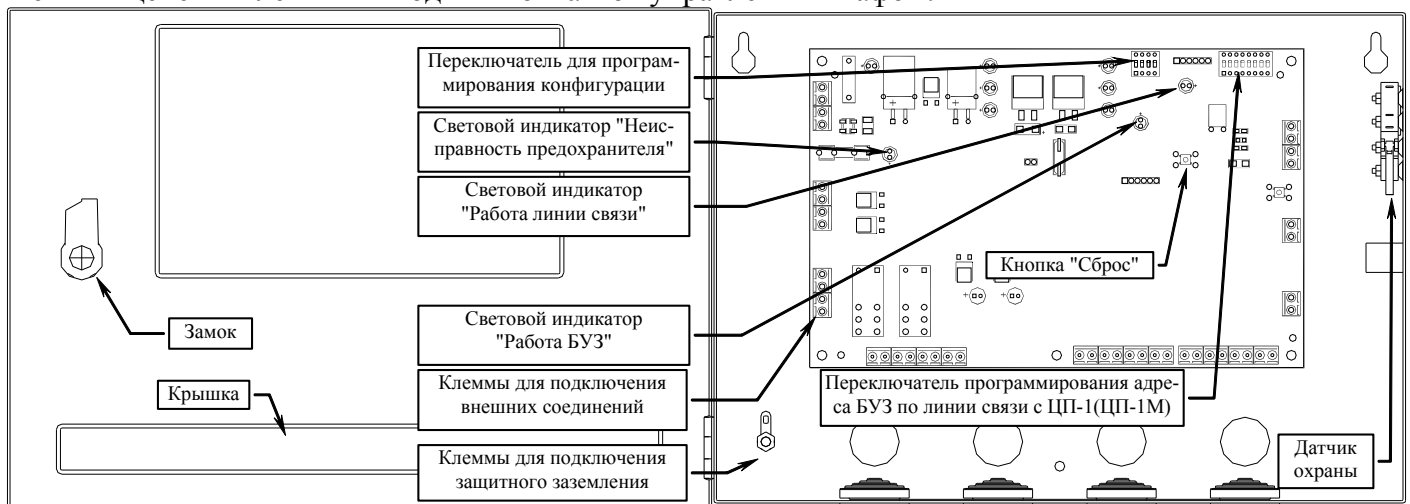 Переключатель для програм-
мирования конфигурации
Световой индикатор "Неис-
правность предохранителя"
Световой индикатор
"Работа линии связи"
Кнопка "Сброс"
Замок
Световой индикатор
"Работа БУЗ"
Крышка
Клеммы для подключения
внешних соединений
Переключатель программирования адре-
са БУЗ по линии связи с ЦП-1(ЦП-1М)
Клеммы для подключения
защитного заземления
Датчик
охраны